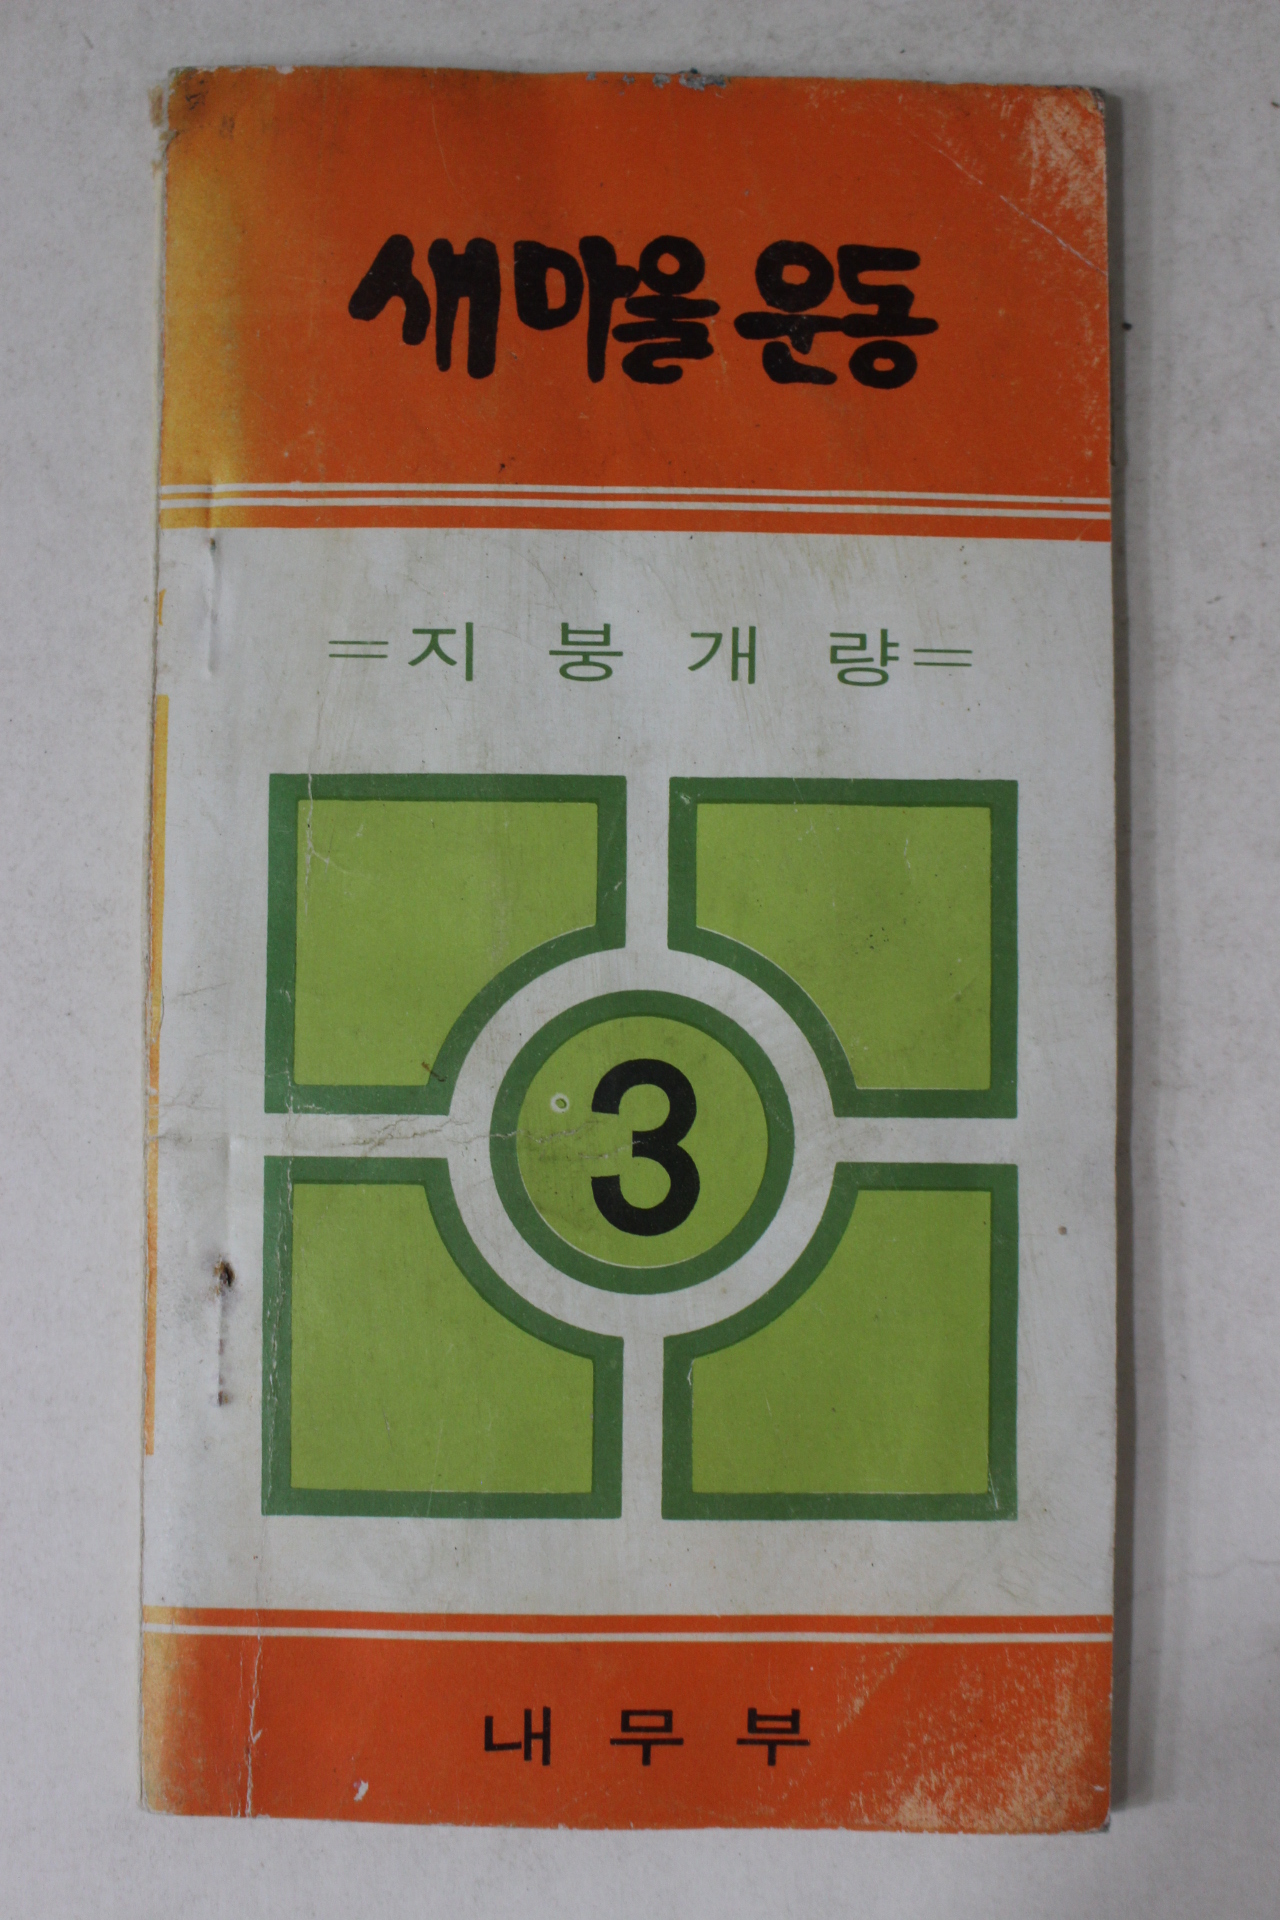 새마을 운동
=지 붕 개 량=
3
내 무 부